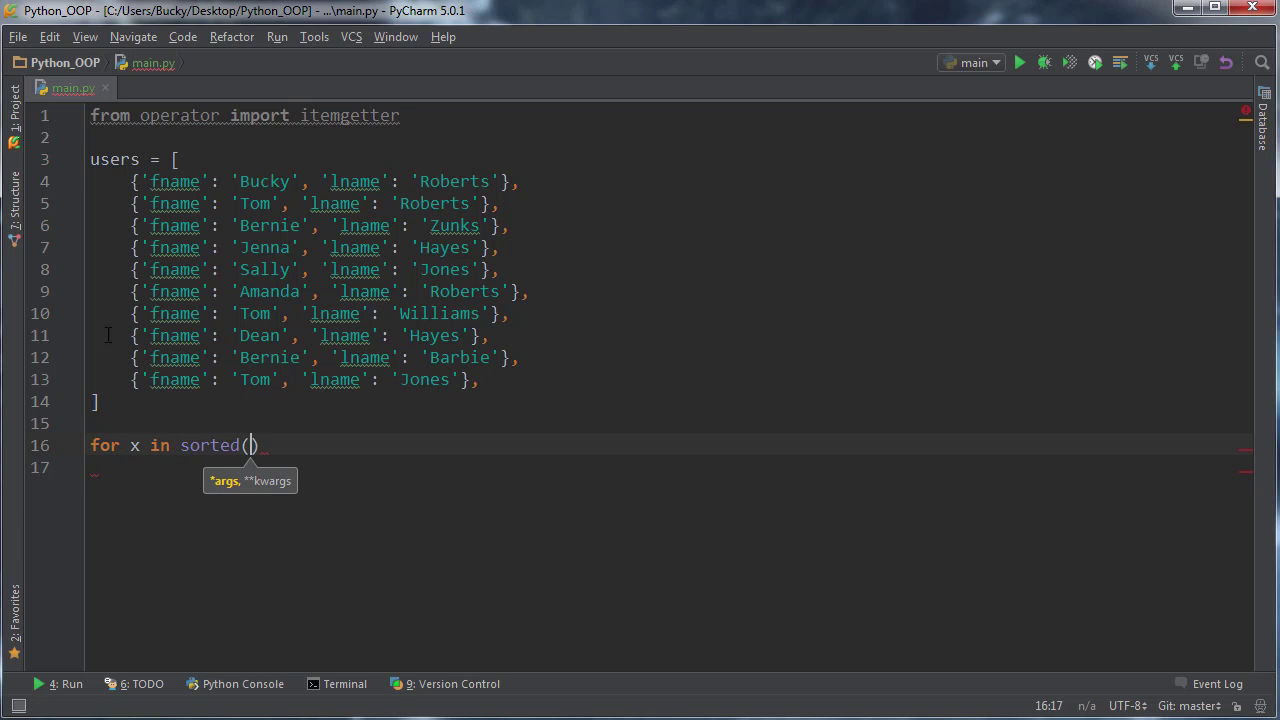 Python_OOP - [C:/Users/Bucky/Desktop/Python_OOP] - ...\main.py - PyCharm 5.0.1
File Edit View Navigate Code Refactor Run Tools VCS Window Help
Python_OOP main.py main VCS VCS
main.py
1: Project
7: Structure
2: Favorites
Database
1 from operator import itemgetter
2
3 users = [
4 {'fname': 'Bucky', 'lname': 'Roberts'},
5 {'fname': 'Tom', 'lname': 'Roberts'},
6 {'fname': 'Bernie', 'lname': 'Zunks'},
7 {'fname': 'Jenna', 'lname': 'Hayes'},
8 {'fname': 'Sally', 'lname': 'Jones'},
9 {'fname': 'Amanda', 'lname': 'Roberts'},
10 {'fname': 'Tom', 'lname': 'Williams'},
11 {'fname': 'Dean', 'lname': 'Hayes'},
12 {'fname': 'Bernie', 'lname': 'Barbie'},
13 {'fname': 'Tom', 'lname': 'Jones'},
14 ]
15
16 for x in sorted()
17
*args, **kwargs
4: Run 6: TODO Python Console Terminal 9: Version Control Event Log
16:17 n/a UTF-8 Git: master